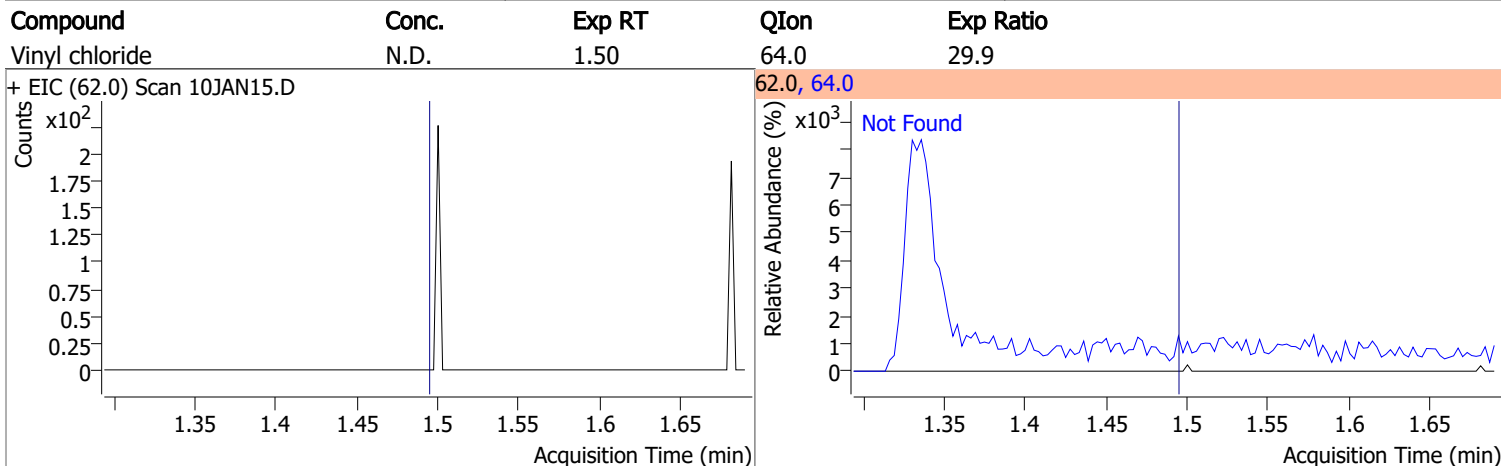 Compound Conc. Exp RT QIon Exp Ratio
Vinyl chloride N.D. 1.50 64.0 29.9
+ EIC (62.0) Scan 10JAN15.D
Counts
x10²
2
1.75
1.5
1.25
1
0.75
0.5
0.25
0
1.35 1.4 1.45 1.5 1.55 1.6 1.65
Acquisition Time (min)
62.0, 64.0
Relative Abundance (%)
x10³
Not Found
7
6
5
4
3
2
1
0
1.35 1.4 1.45 1.5 1.55 1.6 1.65
Acquisition Time (min)